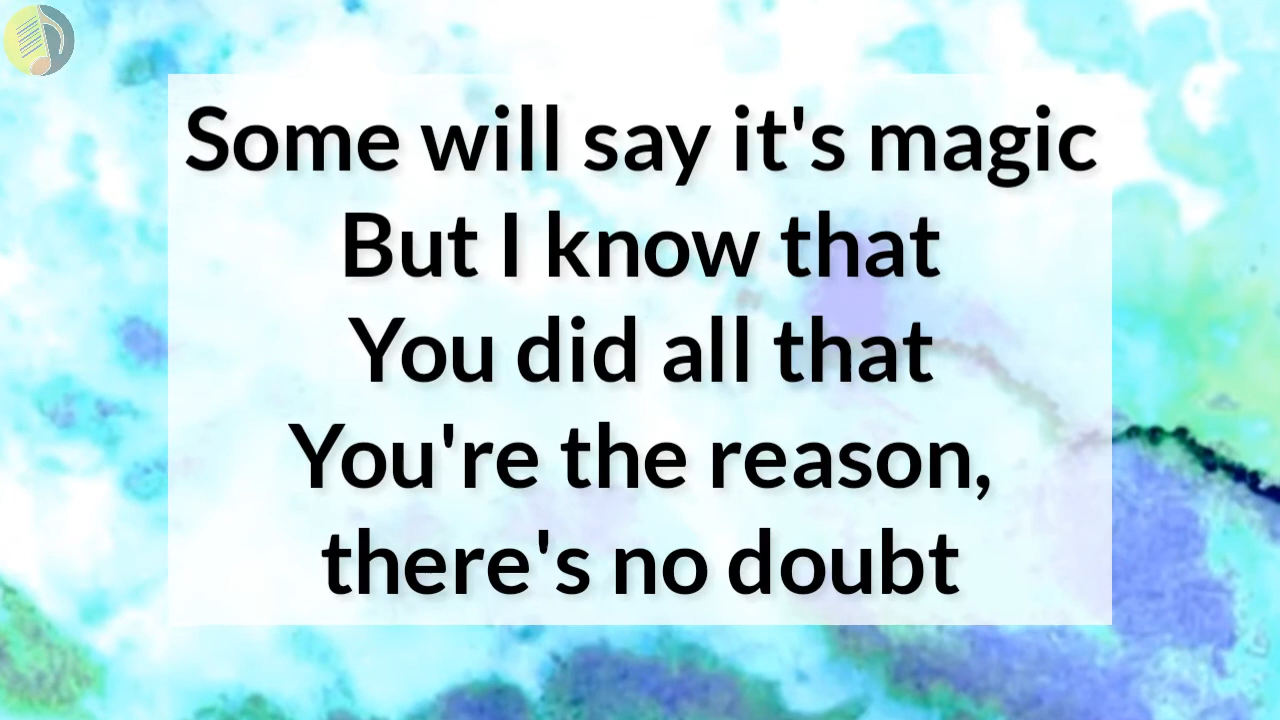 Some will say it's magic
But I know that
You did all that
You're the reason,
there's no doubt